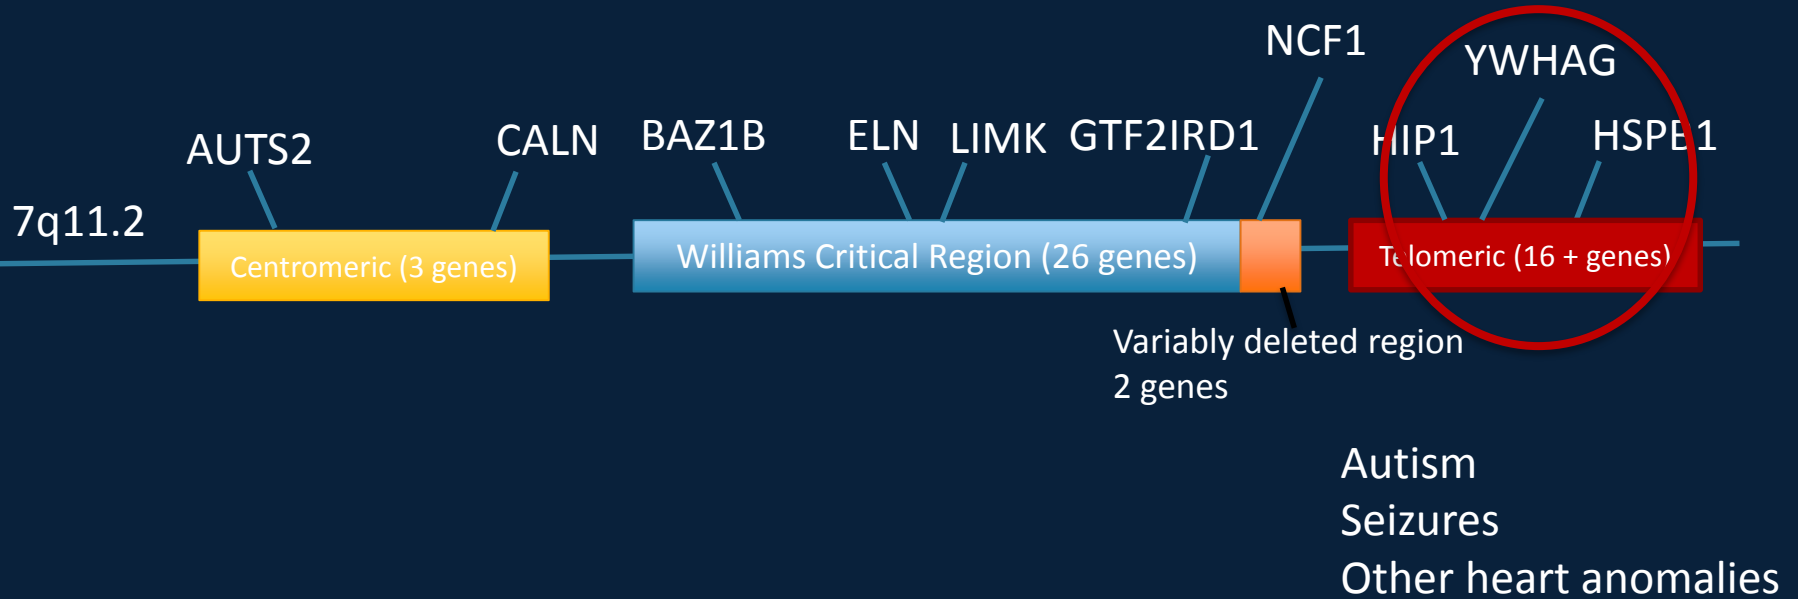 NCF1
YWHAG
AUTS2
CALN
BAZ1B
ELN
LIMK
GTF2IRD1
HIP1
HSPB1
7q11.2
Centromeric (3 genes)
Williams Critical Region (26 genes)
Telomeric (16 + genes)
Variably deleted region
2 genes
Autism
Seizures
Other heart anomalies